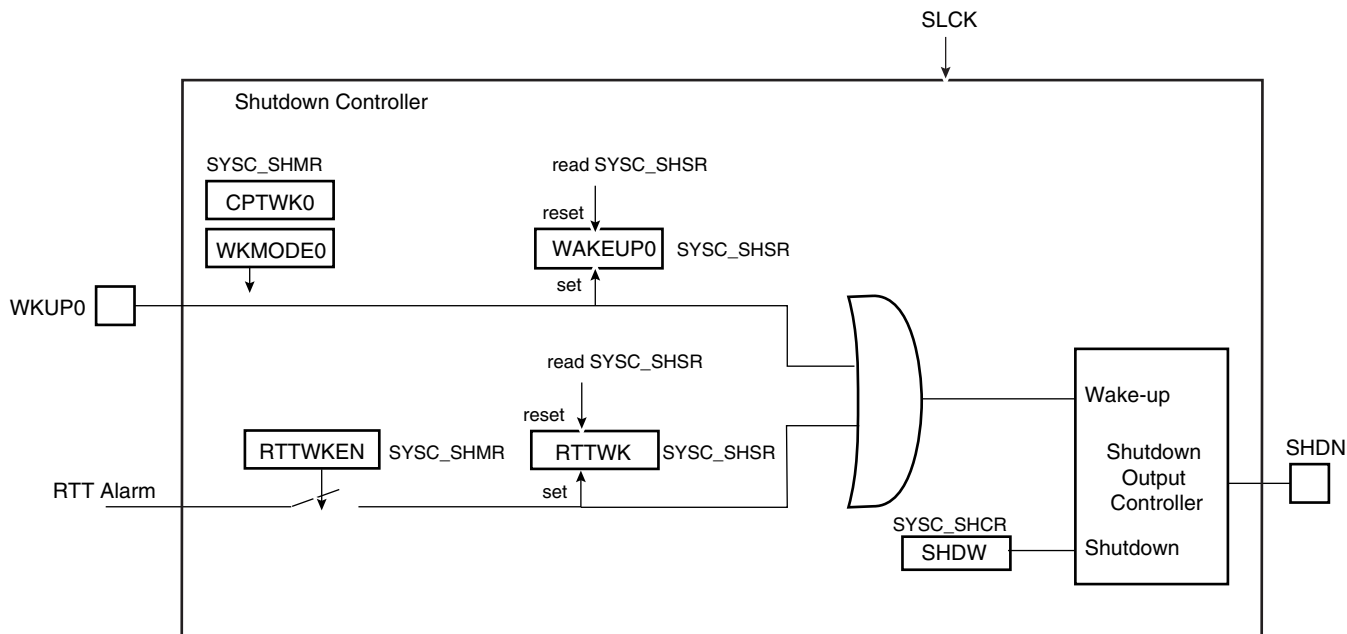 SLCK
Shutdown Controller
SYSC_SHMR
CPTWK0
WKMODE0
read SYSC_SHSR
reset
WAKEUP0
SYSC_SHSR
set
WKUP0
read SYSC_SHSR
reset
RTTWKEN
SYSC_SHMR
RTTWK
SYSC_SHSR
set
RTT Alarm
Wake-up
Shutdown
Output
Controller
SHDN
SYSC_SHCR
SHDW
Shutdown